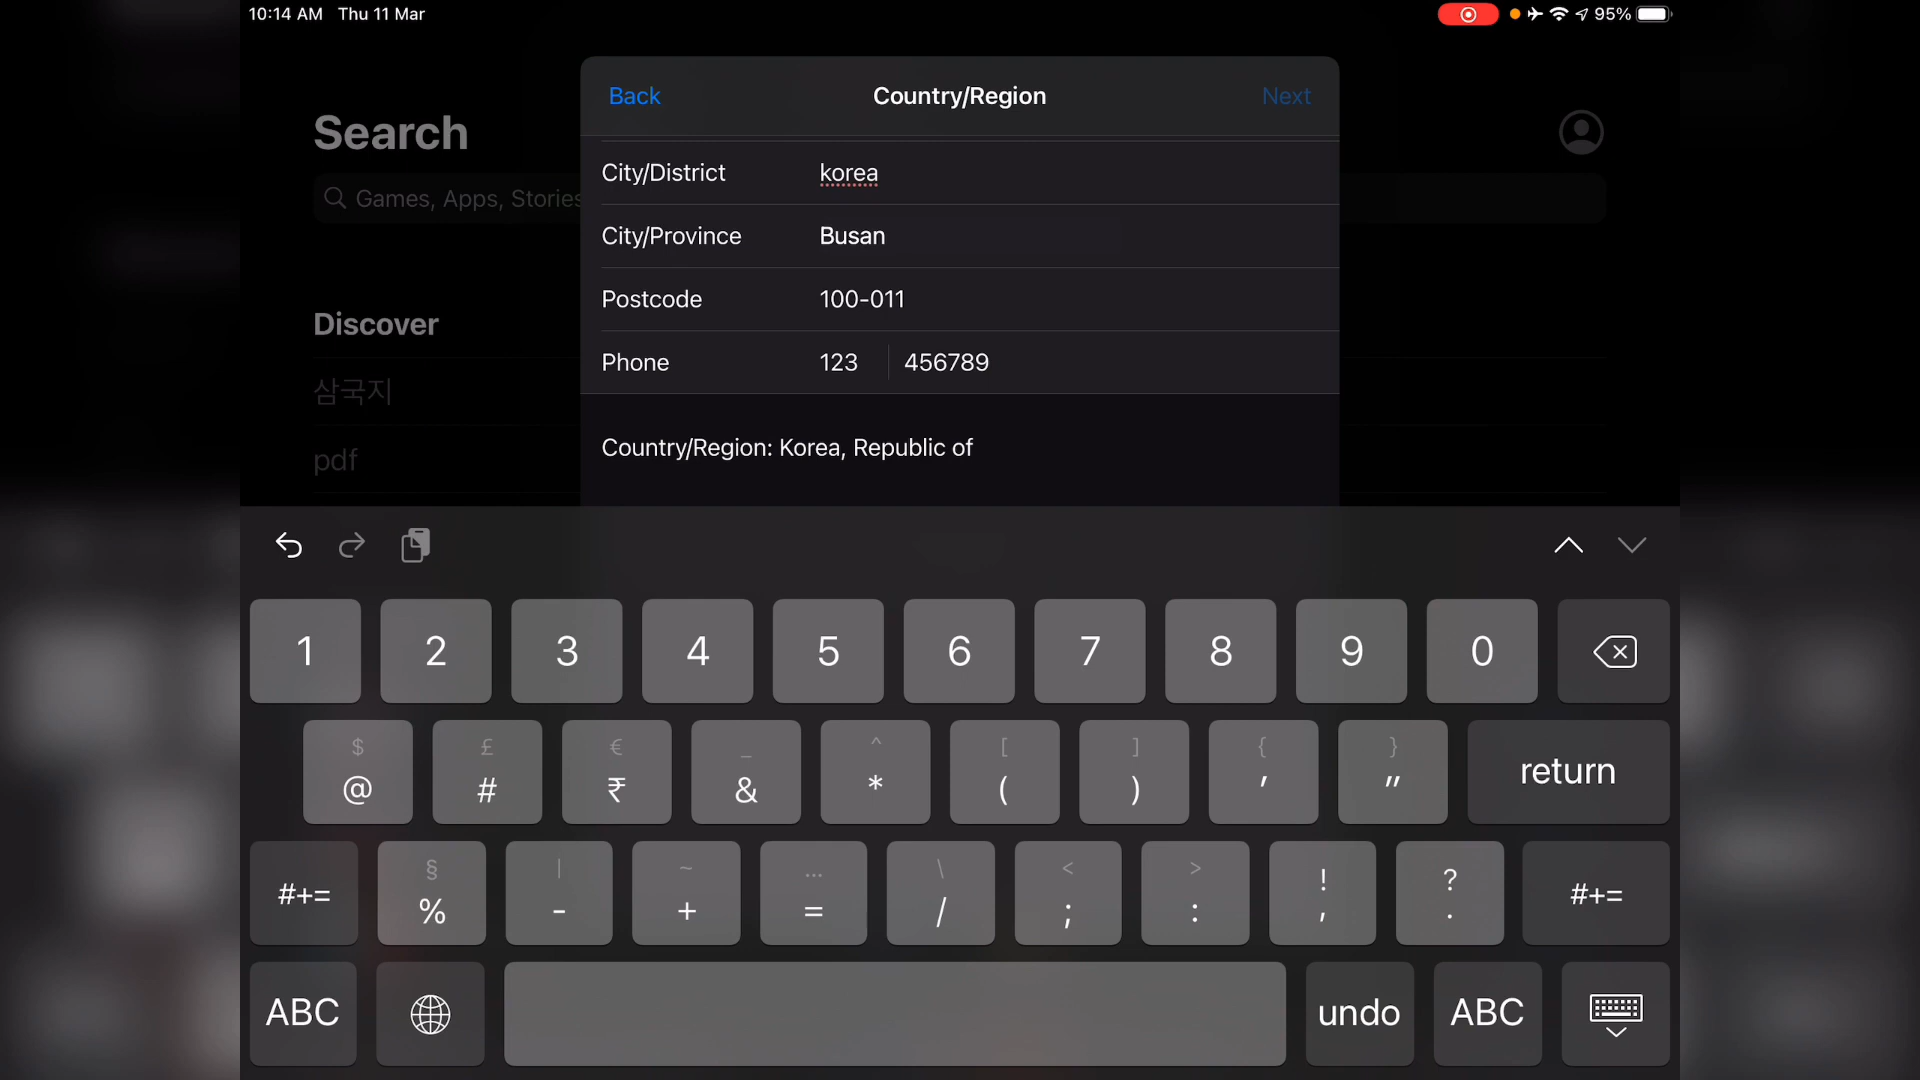 10:14 AM Thu 11 Mar
95%
Back Country/Region Next
Search
Games, Apps, Stories
City/District korea
City/Province Busan
Postcode 100-011
Discover
Phone 123 456789
삼국지
Country/Region: Korea, Republic of
pdf
1 2 3 4 5 6 7 8 9 0
$ £ € _ ^ [ ] { }
@ # ₹ & * ( ) ' " return
§ | ~ … \ < > ! ?
#+= % - + = / ; : , . #+=
ABC undo ABC